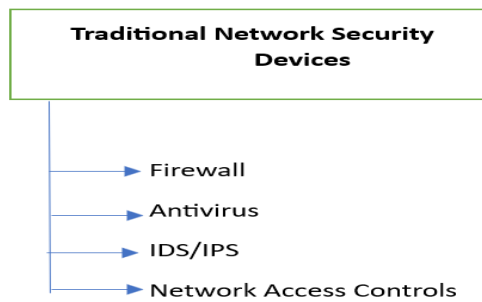 Traditional Network Security
Devices
Firewall
Antivirus
IDS/IPS
Network Access Controls